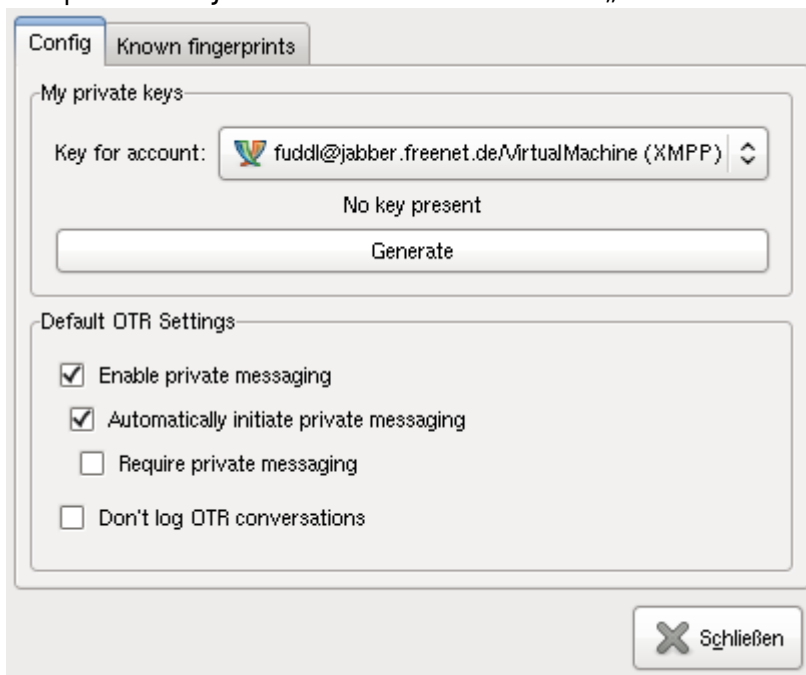 Config
Known fingerprints
My private keys
Key for account:
fuddl@jabber.freenet.de/VirtualMachine (XMPP)
No key present
Generate
Default OTR Settings
Enable private messaging
Automatically initiate private messaging
Require private messaging
Don't log OTR conversations
Schließen